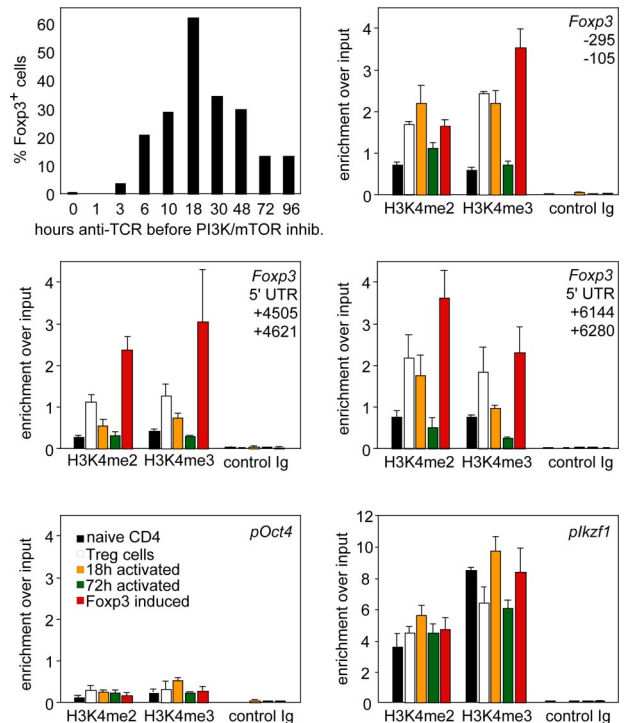 60
50
40
30
20
10
0
% Foxp3+ cells
0 1 3 6 10 18 30 48 72 96
hours anti-TCR before PI3K/mTOR inhib.
4
3
2
1
0
enrichment over input
Foxp3
-295
-105
H3K4me2 H3K4me3 control Ig
4
3
2
1
0
enrichment over input
Foxp3
5' UTR
+4505
+4621
H3K4me2 H3K4me3 control Ig
4
3
2
1
0
enrichment over input
Foxp3
5' UTR
+6144
+6280
H3K4me2 H3K4me3 control Ig
4
3
2
1
0
enrichment over input
pOct4
naive CD4
Treg cells
18h activated
72h activated
Foxp3 induced
H3K4me2 H3K4me3 control Ig
12
10
8
6
4
2
0
enrichment over input
pIkzf1
H3K4me2 H3K4me3 control Ig